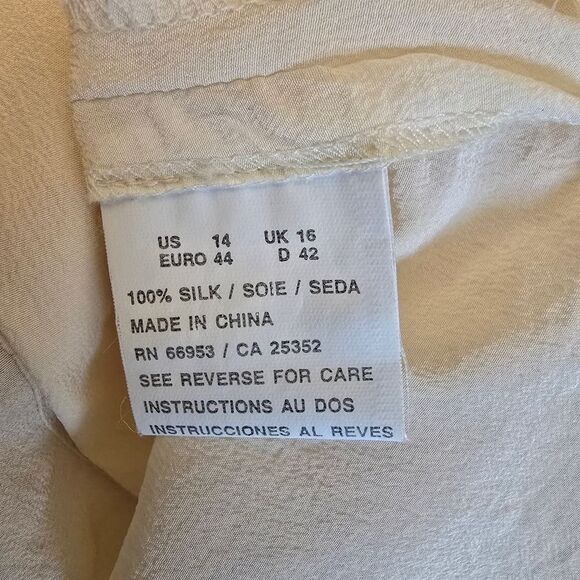 US 14 UK 16
EURO 44 D 42
100% SILK / SOIE / SEDA
MADE IN CHINA
RN 66953 / CA 25352
SEE REVERSE FOR CARE
INSTRUCTIONS AU DOS
INSTRUCCIONES AL REVES